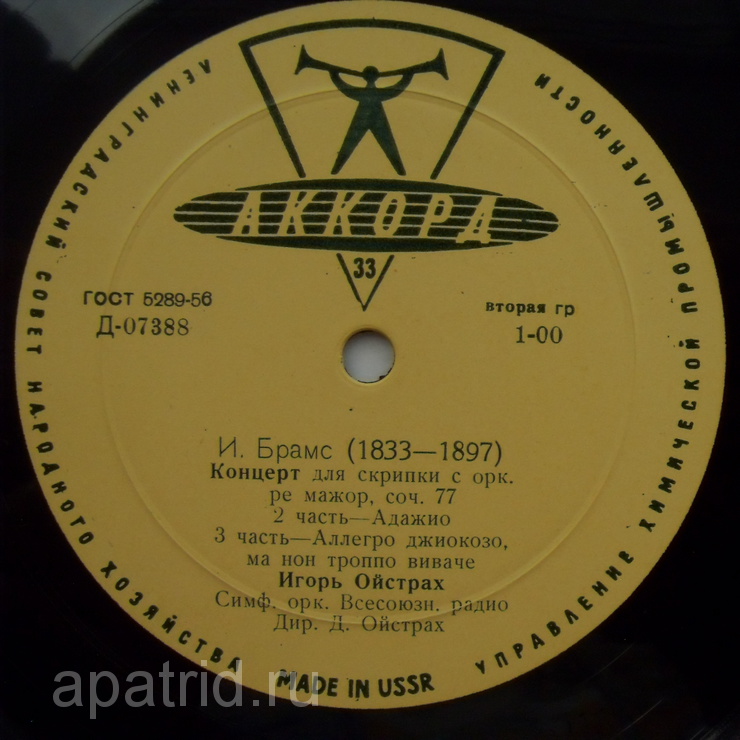 ЛЕНИНГРАДСКИЙ СОВЕТ НАРОДНОГО ХОЗЯЙСТВА
УПРАВЛЕНИЕ ХИМИЧЕСКОЙ ПРОМЫШЛЕННОСТИ
АККОРД
33
ГОСТ 5289-56
Д-07388
вторая гр
1-00
И. Брамс (1833—1897)
Концерт для скрипки с орк.
ре мажор, соч. 77
2 часть—Адажио
3 часть—Аллегро джиокозо,
ма нон троппо виваче
Игорь Ойстрах
Симф. орк. Всесоюзн. радио
Дир. Д. Ойстрах
MADE IN USSR
apatrid.ru